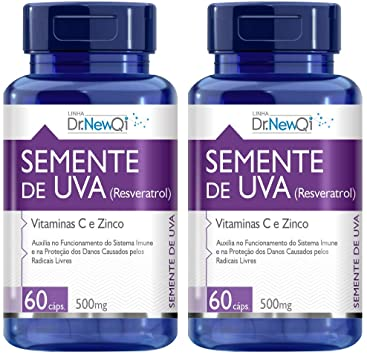 LINHA
Dr.NewQi
SEMENTE
DE UVA (Resveratrol)
Vitaminas C e Zinco
Auxilia no Funcionamento do Sistema Imune
e na Proteção dos Danos Causados pelos
Radicais Livres
60 cáps. 500mg
SEMENTE DE UVA
LINHA
Dr.NewQi
SEMENTE
DE UVA (Resveratrol)
Vitaminas C e Zinco
Auxilia no Funcionamento do Sistema Imune
e na Proteção dos Danos Causados pelos
Radicais Livres
60 cáps. 500mg
SEMENTE DE UVA